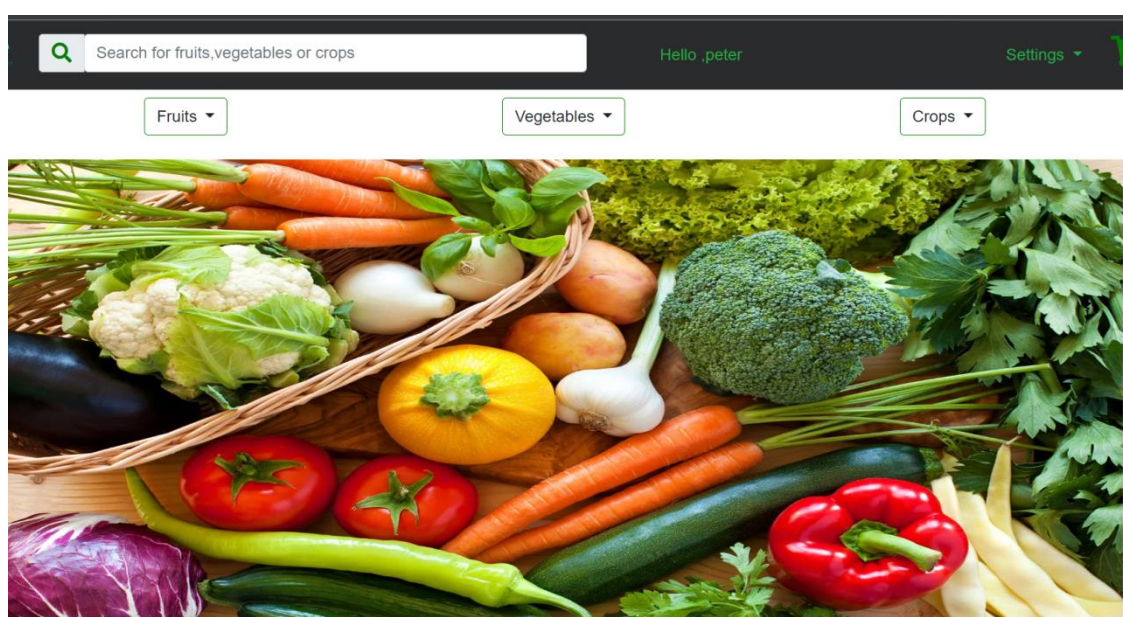 Search for fruits,vegetables or crops
Hello ,peter
Settings
Fruits
Vegetables
Crops